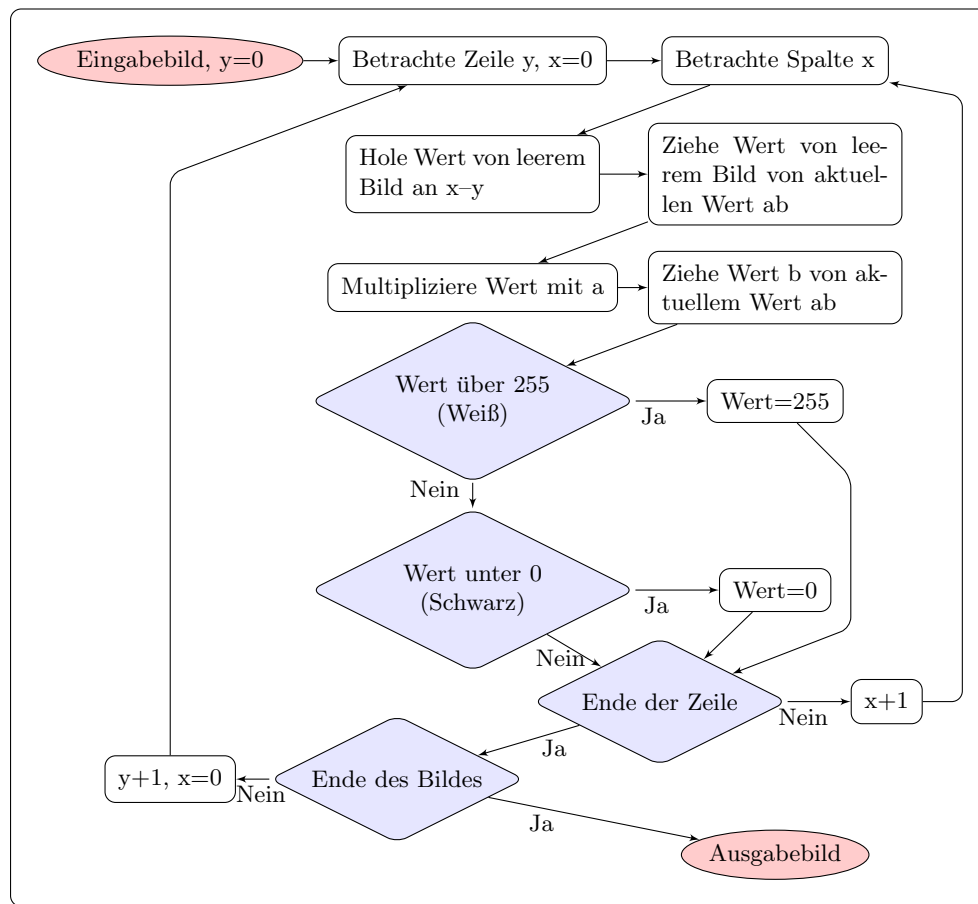 Eingabebild, y=0
Betrachte Zeile y, x=0
Betrachte Spalte x
Hole Wert von leerem
Bild an x–y
Ziehe Wert von lee-
rem Bild von aktuel-
len Wert ab
Multipliziere Wert mit a
Ziehe Wert b von ak-
tuellem Wert ab
Wert über 255
(Weiß)
Ja
Wert=255
Nein
Wert unter 0
(Schwarz)
Ja
Wert=0
Nein
Ende der Zeile
Nein
x+1
Ja
Ende des Bildes
Nein
y+1, x=0
Ja
Ausgabebild